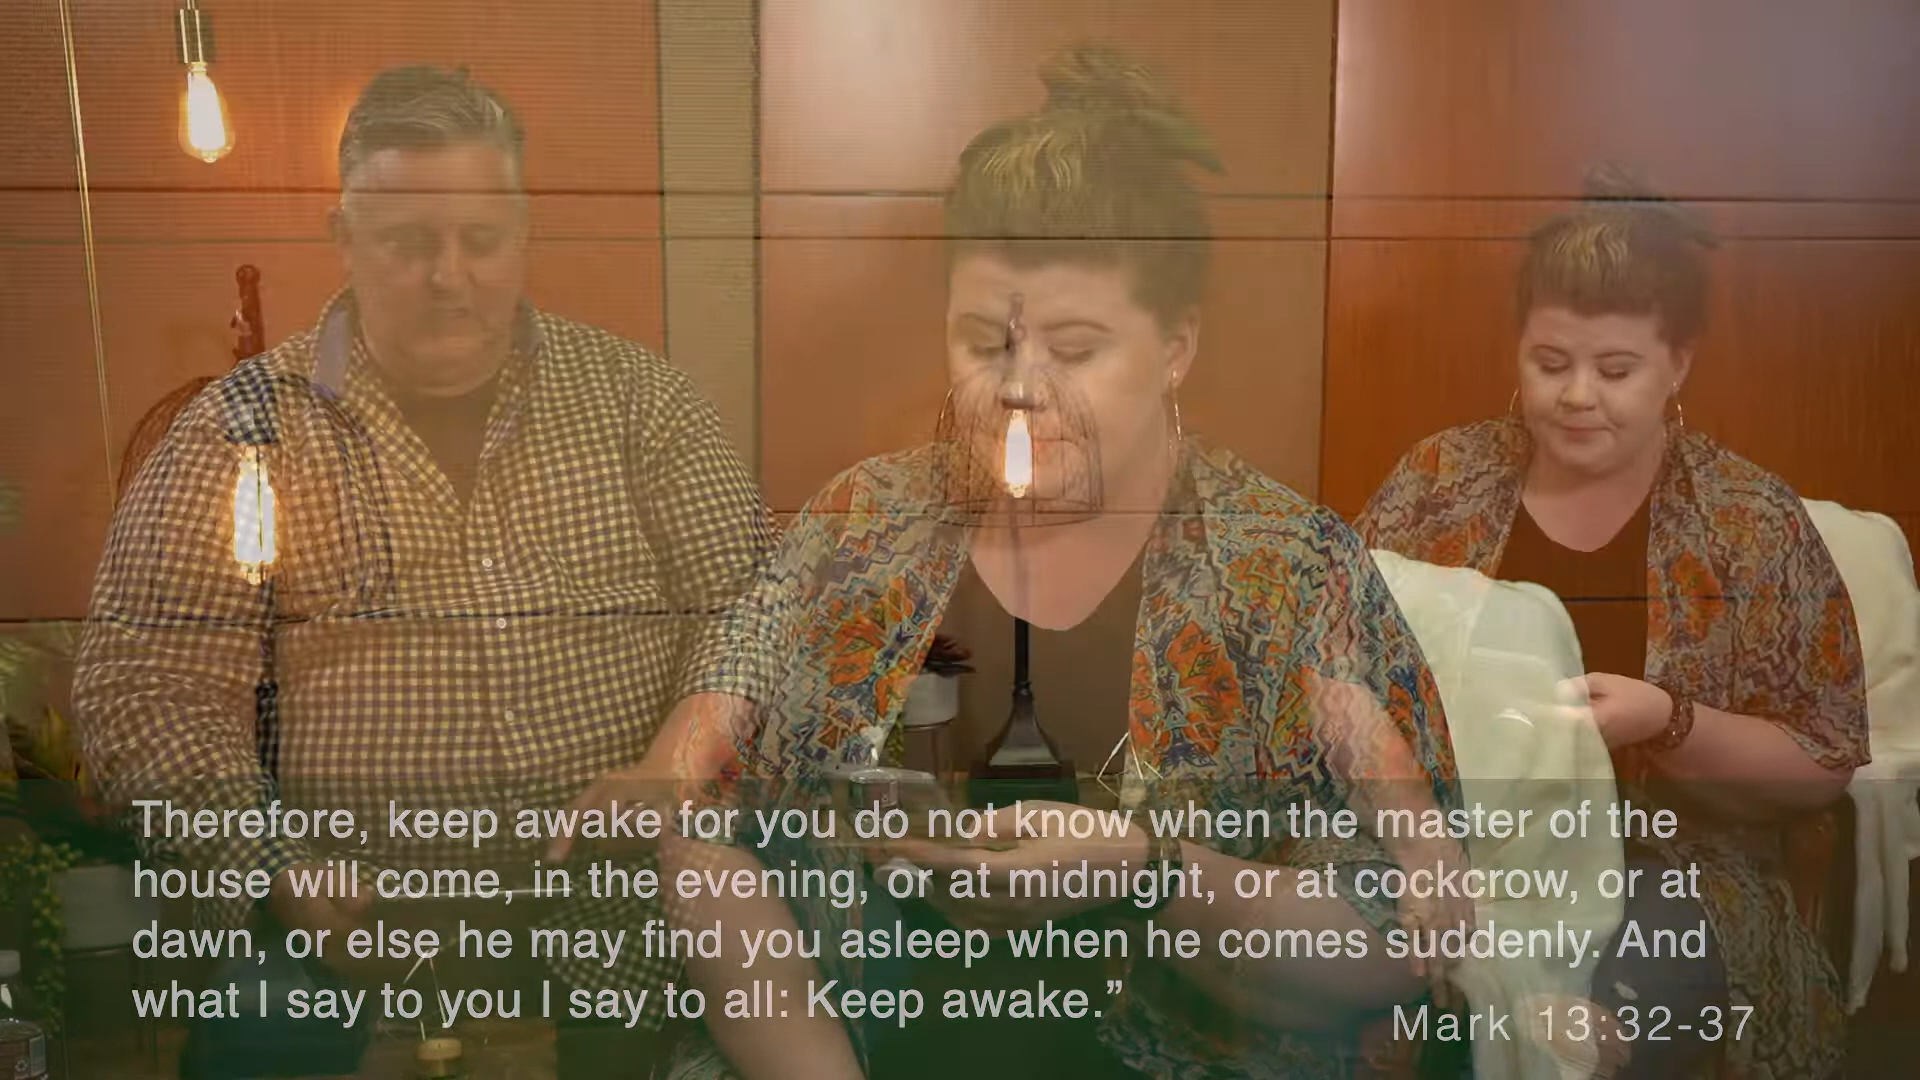 Therefore, keep awake for you do not know when the master of the
house will come, in the evening, or at midnight, or at cockcrow, or at
dawn, or else he may find you asleep when he comes suddenly. And
what I say to you I say to all: Keep awake.”
Mark 13:32-37